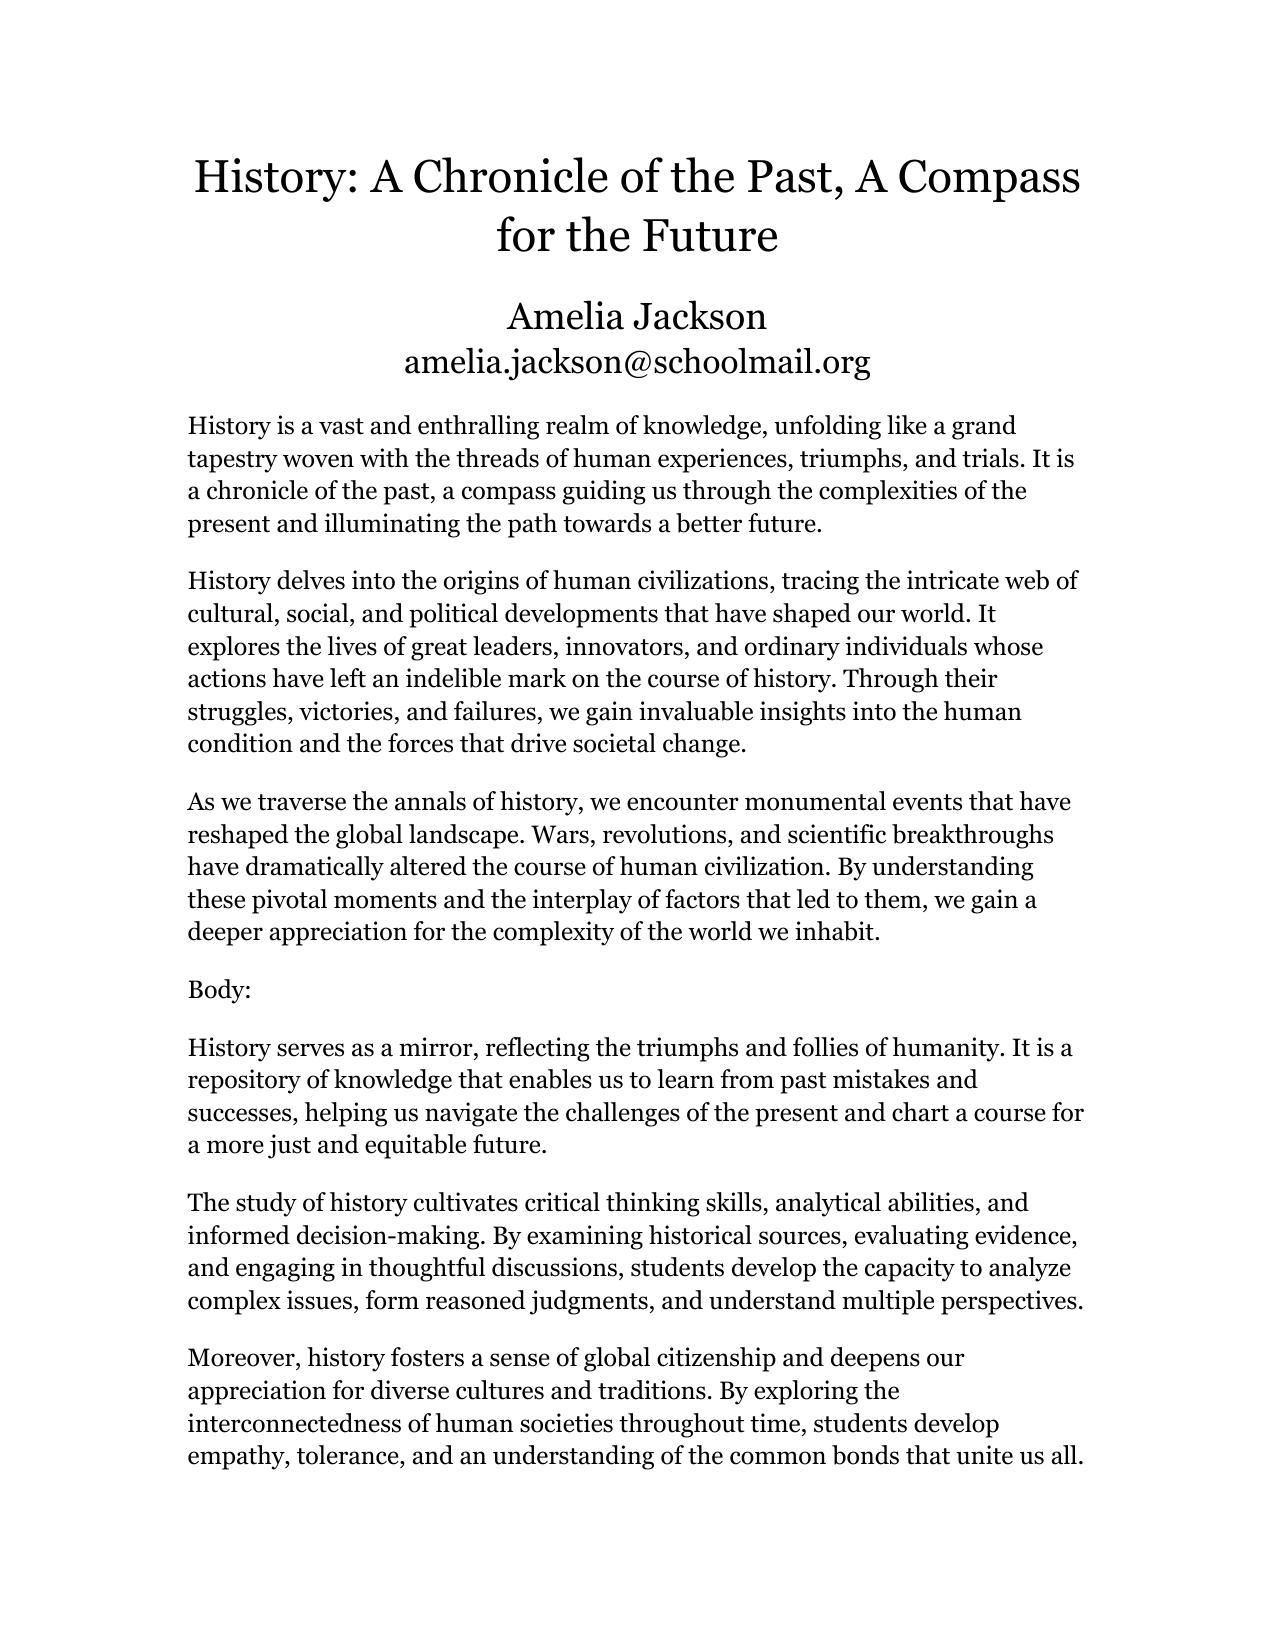 History: A Chronicle of the Past, A Compass
for the Future
Amelia Jackson
amelia.jackson@schoolmail.org
History is a vast and enthralling realm of knowledge, unfolding like a grand
tapestry woven with the threads of human experiences, triumphs, and trials. It is
a chronicle of the past, a compass guiding us through the complexities of the
present and illuminating the path towards a better future.
History delves into the origins of human civilizations, tracing the intricate web of
cultural, social, and political developments that have shaped our world. It
explores the lives of great leaders, innovators, and ordinary individuals whose
actions have left an indelible mark on the course of history. Through their
struggles, victories, and failures, we gain invaluable insights into the human
condition and the forces that drive societal change.
As we traverse the annals of history, we encounter monumental events that have
reshaped the global landscape. Wars, revolutions, and scientific breakthroughs
have dramatically altered the course of human civilization. By understanding
these pivotal moments and the interplay of factors that led to them, we gain a
deeper appreciation for the complexity of the world we inhabit.
Body:
History serves as a mirror, reflecting the triumphs and follies of humanity. It is a
repository of knowledge that enables us to learn from past mistakes and
successes, helping us navigate the challenges of the present and chart a course for
a more just and equitable future.
The study of history cultivates critical thinking skills, analytical abilities, and
informed decision-making. By examining historical sources, evaluating evidence,
and engaging in thoughtful discussions, students develop the capacity to analyze
complex issues, form reasoned judgments, and understand multiple perspectives.
Moreover, history fosters a sense of global citizenship and deepens our
appreciation for diverse cultures and traditions. By exploring the
interconnectedness of human societies throughout time, students develop
empathy, tolerance, and an understanding of the common bonds that unite us all.